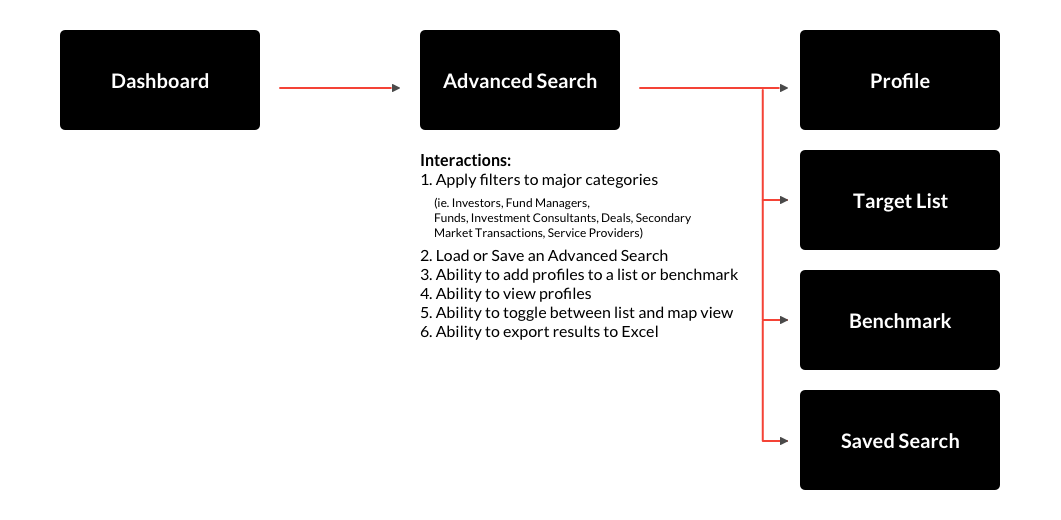 Dashboard
Advanced Search
Profile
Interactions:
1. Apply filters to major categories
(ie. Investors, Fund Managers,
Funds, Investment Consultants, Deals, Secondary
Market Transactions, Service Providers)
2. Load or Save an Advanced Search
3. Ability to add profiles to a list or benchmark
4. Ability to view profiles
5. Ability to toggle between list and map view
6. Ability to export results to Excel
Target List
Benchmark
Saved Search